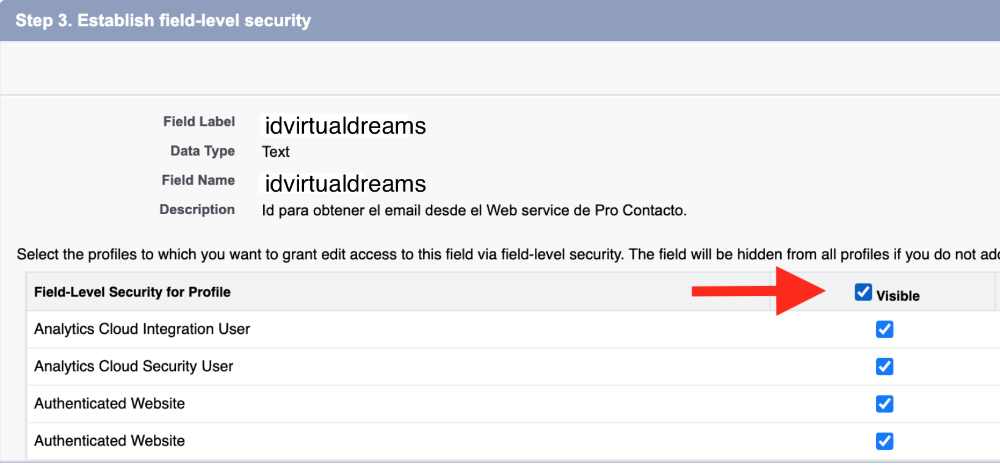 Step 3. Establish field-level security
Field Label idvirtualdreams
Data Type Text
Field Name idvirtualdreams
Description Id para obtener el email desde el Web service de Pro Contacto.
Select the profiles to which you want to grant edit access to this field via field-level security. The field will be hidden from all profiles if you do not
Field-Level Security for Profile Visible
Analytics Cloud Integration User
Analytics Cloud Security User
Authenticated Website
Authenticated Website